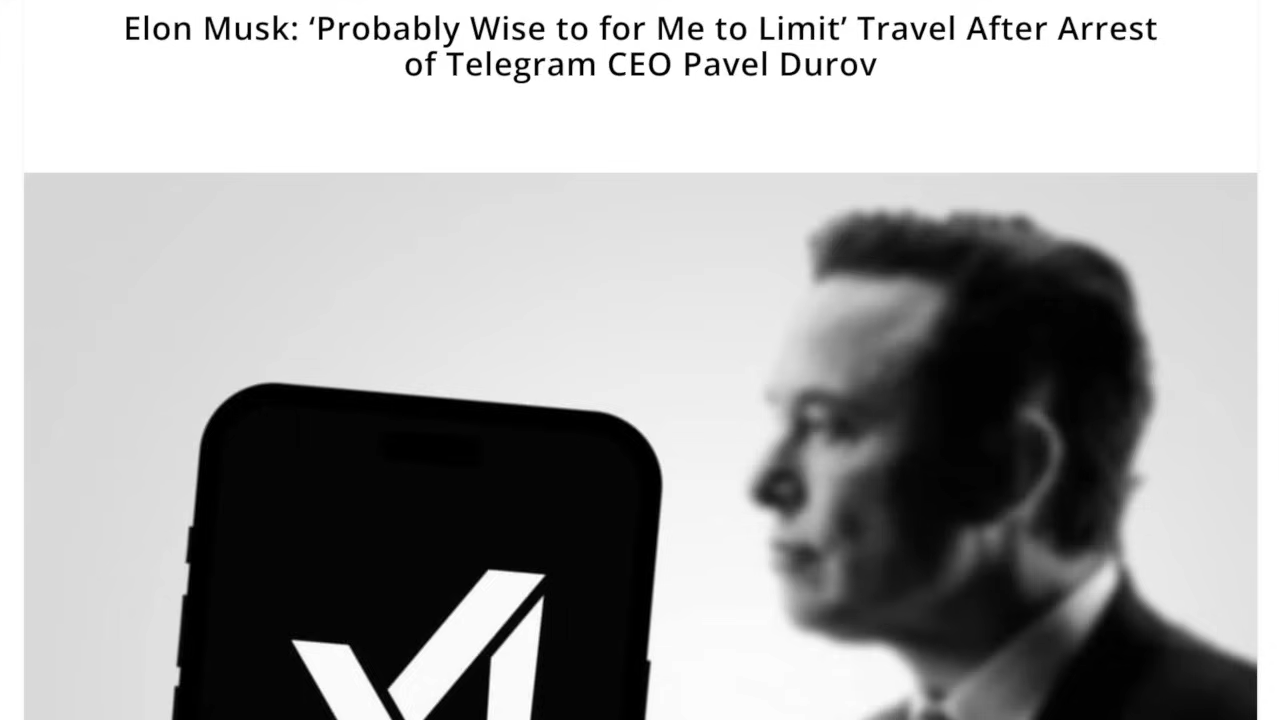 Elon Musk: ‘Probably Wise to for Me to Limit’ Travel After Arrest
of Telegram CEO Pavel Durov